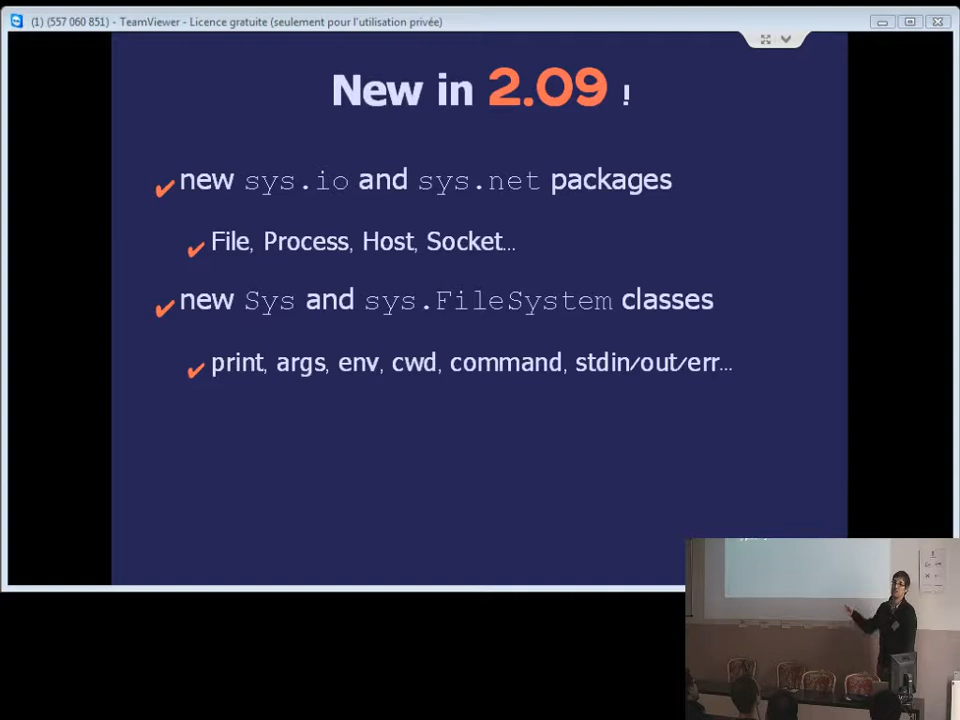 (1) (557 060 851) - TeamViewer - Licence gratuite (seulement pour l'utilisation privée)
New in 2.09 !
✔ new sys.io and sys.net packages
✔ File, Process, Host, Socket...
✔ new Sys and sys.FileSystem classes
✔ print, args, env, cwd, command, stdin/out/err...